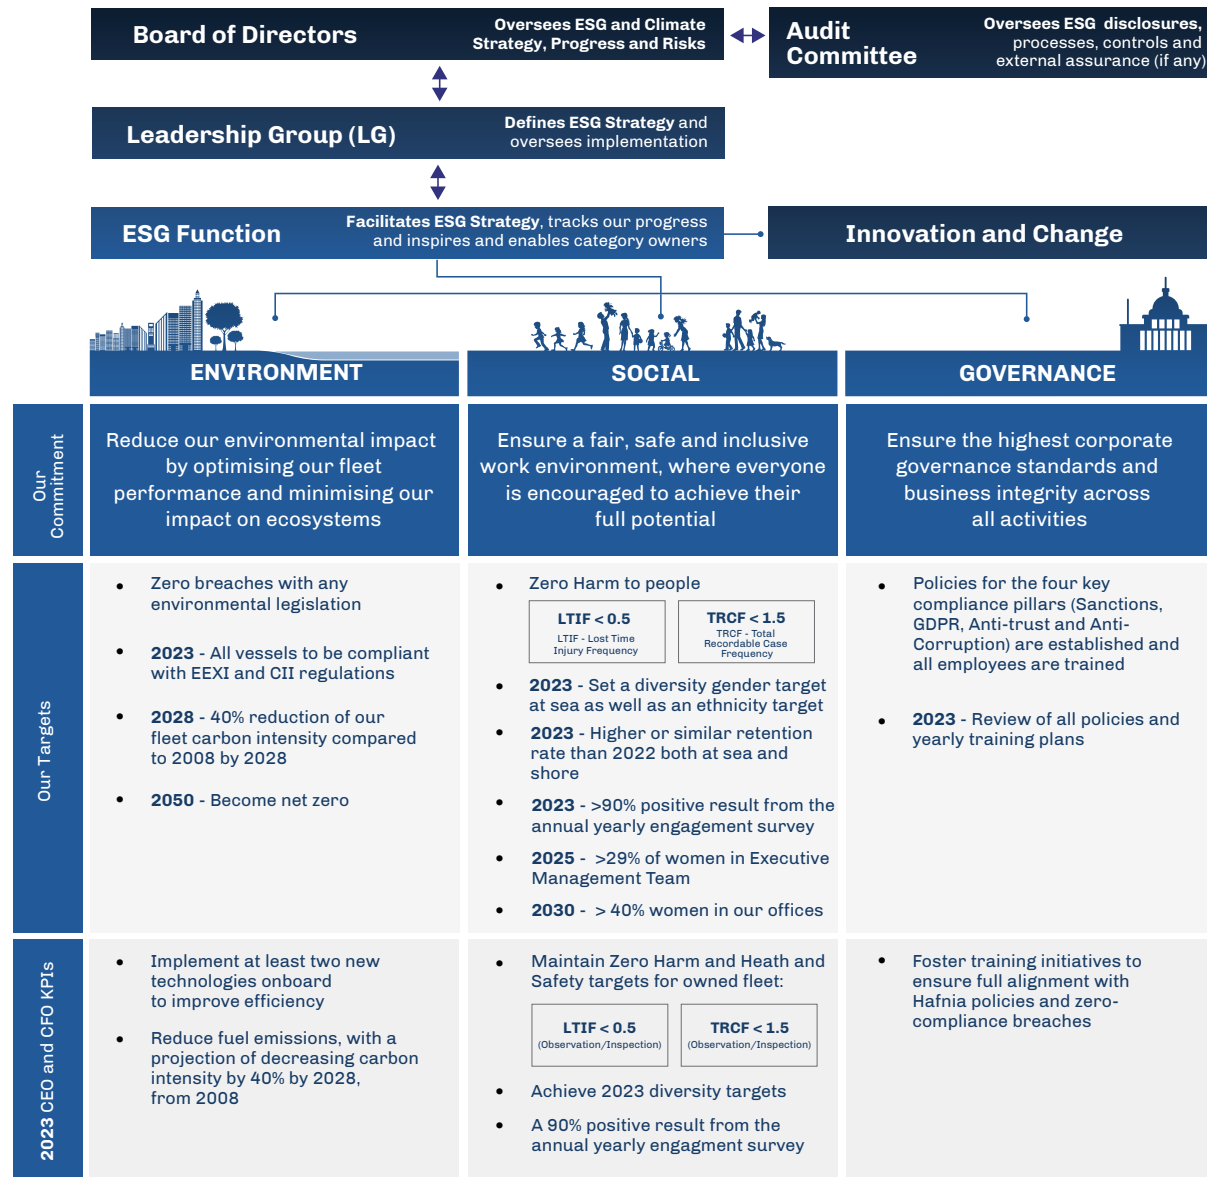 Board of Directors
Oversees ESG and Climate
Strategy, Progress and Risks
Audit
Committee
Oversees ESG disclosures,
processes, controls and
external assurance (if any)
Leadership Group (LG)
Defines ESG Strategy and
oversees implementation
ESG Function
Facilitates ESG Strategy, tracks our progress
and inspires and enables category owners
Innovation and Change
ENVIRONMENT
SOCIAL
GOVERNANCE
Our
Commitment
Reduce our environmental impact
by optimising our fleet
performance and minimising our
impact on ecosystems
Ensure a fair, safe and inclusive
work environment, where everyone
is encouraged to achieve their
full potential
Ensure the highest corporate
governance standards and
business integrity across
all activities
Our Targets
• Zero breaches with any
environmental legislation
• 2023 - All vessels to be compliant
with EEXI and CII regulations
• 2028 - 40% reduction of our
fleet carbon intensity compared
to 2008 by 2028
• 2050 - Become net zero
• Zero Harm to people
LTIF < 0.5
LTIF - Lost Time
Injury Frequency
TRCF < 1.5
TRCF - Total
Recordable Case
Frequency
• 2023 - Set a diversity gender target
at sea as well as an ethnicity target
• 2023 - Higher or similar retention
rate than 2022 both at sea and
shore
• 2023 - >90% positive result from the
annual yearly engagement survey
• 2025 - >29% of women in Executive
Management Team
• 2030 - > 40% women in our offices
• Policies for the four key
compliance pillars (Sanctions,
GDPR, Anti-trust and Anti-
Corruption) are established and
all employees are trained
• 2023 - Review of all policies and
yearly training plans
2023 CEO and CFO KPIs
• Implement at least two new
technologies onboard
to improve efficiency
• Reduce fuel emissions, with a
projection of decreasing carbon
intensity by 40% by 2028,
from 2008
• Maintain Zero Harm and Heath and
Safety targets for owned fleet:
LTIF < 0.5
(Observation/Inspection)
TRCF < 1.5
(Observation/Inspection)
• Achieve 2023 diversity targets
• A 90% positive result from the
annual yearly engagment survey
• Foster training initiatives to
ensure full alignment with
Hafnia policies and zero-
compliance breaches